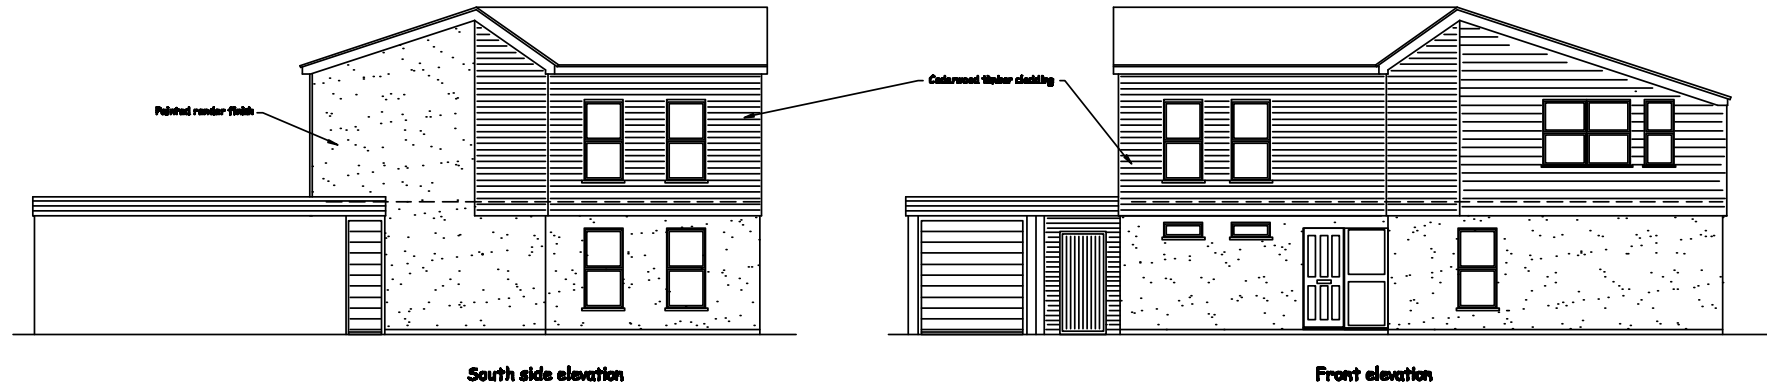 Cedarwood timber cladding
Painted render finish
South side elevation
Front elevation